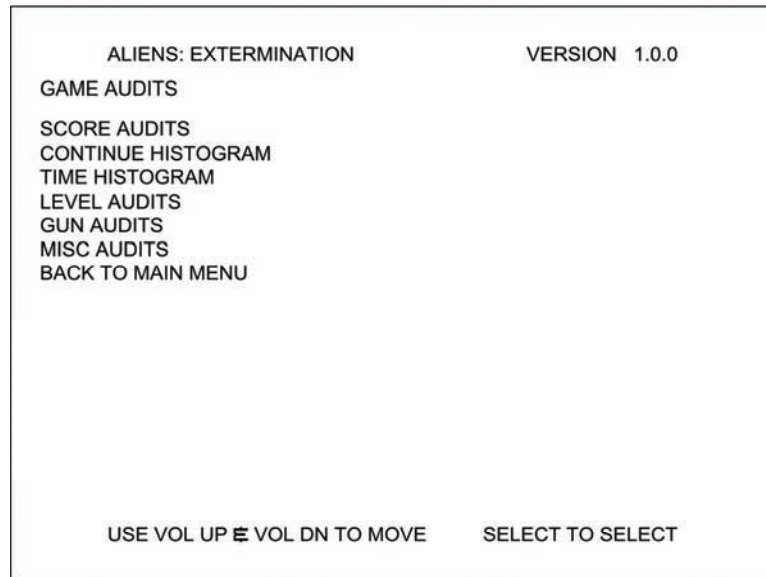 ALIENS: EXTERMINATION VERSION 1.0.0
GAME AUDITS
SCORE AUDITS
CONTINUE HISTOGRAM
TIME HISTOGRAM
LEVEL AUDITS
GUN AUDITS
MISC AUDITS
BACK TO MAIN MENU
USE VOL UP & VOL DN TO MOVE SELECT TO SELECT